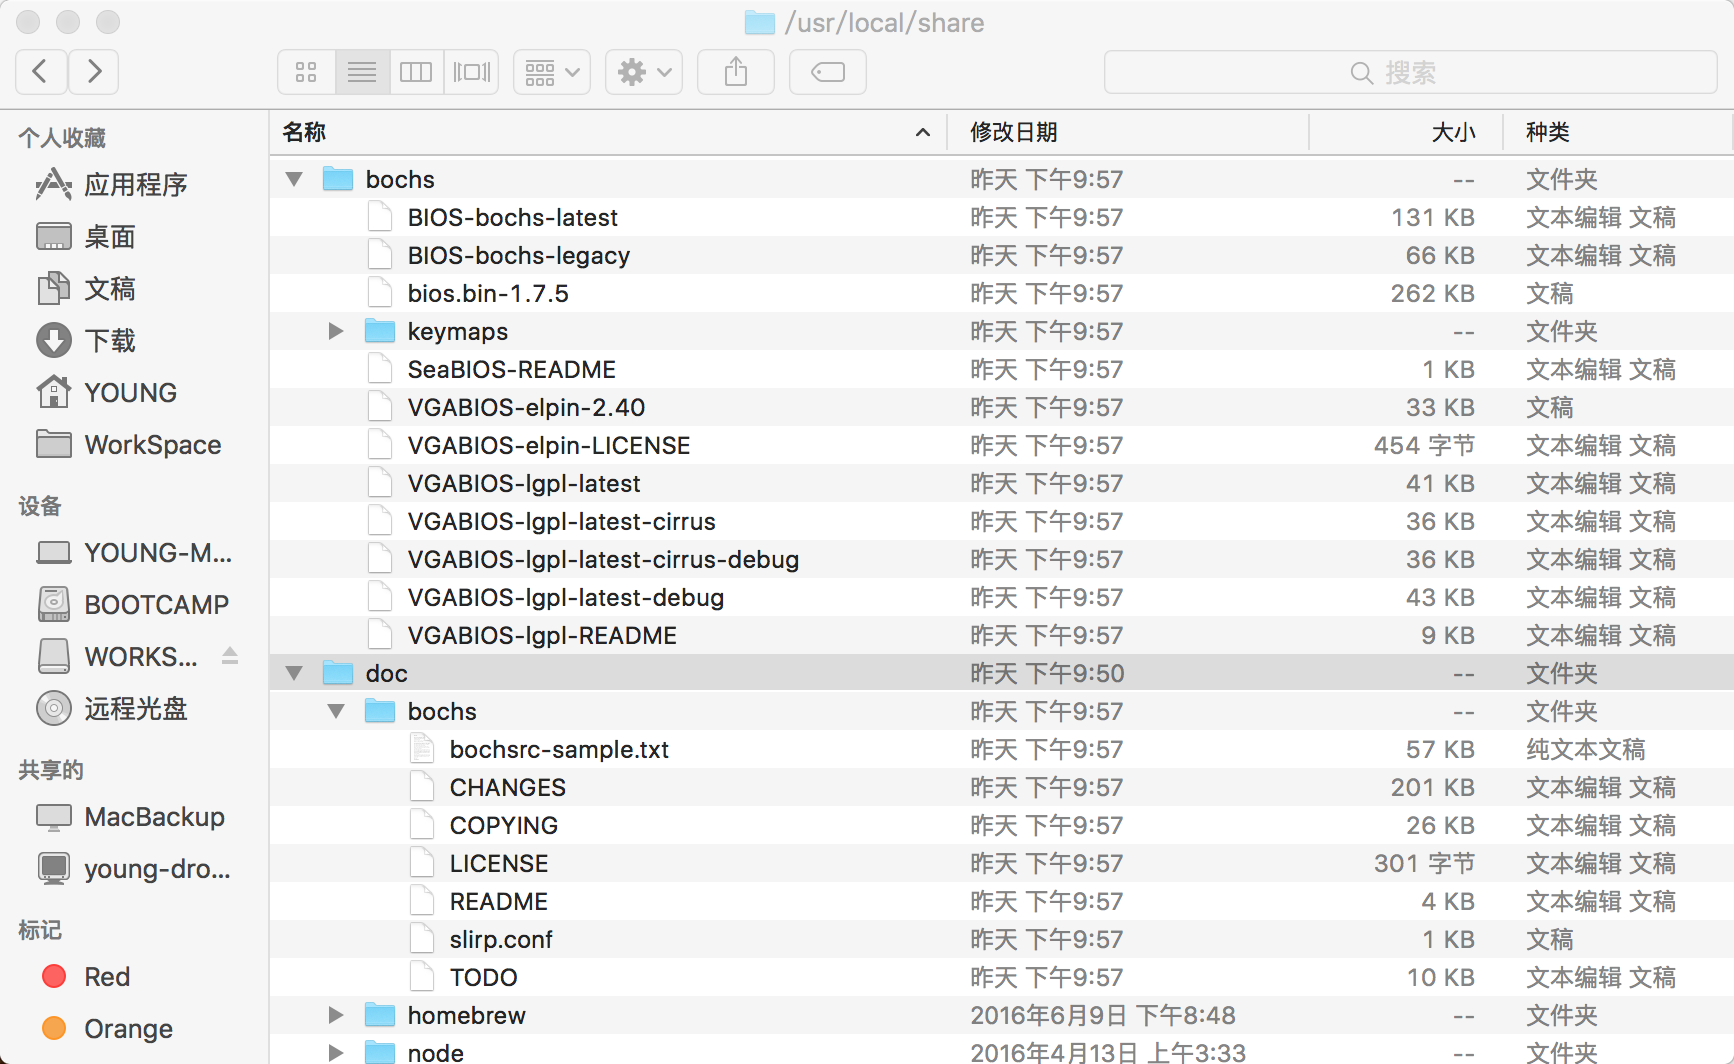 /usr/local/share
搜索
个人收藏
应用程序
桌面
文稿
下载
YOUNG
WorkSpace
设备
YOUNG-M...
BOOTCAMP
WORKS...
远程光盘
共享的
MacBackup
young-dro...
标记
Red
Orange
名称 修改日期 大小 种类
bochs 昨天 下午9:57 -- 文件夹
BIOS-bochs-latest 昨天 下午9:57 131 KB 文本编辑 文稿
BIOS-bochs-legacy 昨天 下午9:57 66 KB 文本编辑 文稿
bios.bin-1.7.5 昨天 下午9:57 262 KB 文稿
keymaps 昨天 下午9:57 -- 文件夹
SeaBIOS-README 昨天 下午9:57 1 KB 文本编辑 文稿
VGABIOS-elpin-2.40 昨天 下午9:57 33 KB 文稿
VGABIOS-elpin-LICENSE 昨天 下午9:57 454 字节 文本编辑 文稿
VGABIOS-lgpl-latest 昨天 下午9:57 41 KB 文本编辑 文稿
VGABIOS-lgpl-latest-cirrus 昨天 下午9:57 36 KB 文本编辑 文稿
VGABIOS-lgpl-latest-cirrus-debug 昨天 下午9:57 36 KB 文本编辑 文稿
VGABIOS-lgpl-latest-debug 昨天 下午9:57 43 KB 文本编辑 文稿
VGABIOS-lgpl-README 昨天 下午9:57 9 KB 文本编辑 文稿
doc 昨天 下午9:50 -- 文件夹
bochs 昨天 下午9:57 -- 文件夹
bochsrc-sample.txt 昨天 下午9:57 57 KB 纯文本文稿
CHANGES 昨天 下午9:57 201 KB 文本编辑 文稿
COPYING 昨天 下午9:57 26 KB 文本编辑 文稿
LICENSE 昨天 下午9:57 301 字节 文本编辑 文稿
README 昨天 下午9:57 4 KB 文本编辑 文稿
slirp.conf 昨天 下午9:57 1 KB 文稿
TODO 昨天 下午9:57 10 KB 文本编辑 文稿
homebrew 2016年6月9日 下午8:48 -- 文件夹
node 2016年4月13日 上午3:33 -- 文件夹